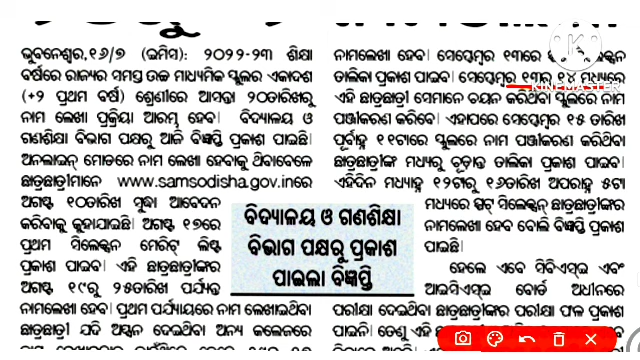 ଭୁବନେଶ୍ୱର,୧୬/୭ (ଇମିସ): ୨୦୨୨-୨୩ ଶିକ୍ଷା
ବର୍ଷରେ ରାଜ୍ୟର ସମସ୍ତ ଉଚ୍ଚ ମାଧ୍ୟମିକ ସ୍କୁଲର ଏକାଦଶ
(+୨ ପ୍ରଥମ ବର୍ଷ) ଶ୍ରେଣୀରେ ଆସନ୍ତା ୨୦ତାରିଖରୁ
ନାମ ଲେଖା ପ୍ରକ୍ରିୟା ଆରମ୍ଭ ହେବ। ବିଦ୍ୟାଳୟ ଓ
ଗଣଶିକ୍ଷା ବିଭାଗ ପକ୍ଷରୁ ଆଜି ବିଜ୍ଞପ୍ତି ପ୍ରକାଶ ପାଇଛି।
ଅନଲାଇନ୍ ମୋଡରେ ନାମ ଲେଖା ହେବାକୁ ଥିବାବେଳେ
ଛାତ୍ରଛାତ୍ରୀମାନେ www.samsodisha.gov.inରେ
ଅଗଷ୍ଟ ୧୦ତାରିଖ ସୁଦ୍ଧା ଆବେଦନ
କରିବାକୁ କୁହାଯାଇଛି। ଅଗଷ୍ଟ ୧୭ରେ
ପ୍ରଥମ ସିଲେକ୍ସନ ମେରିଟ୍ ଲିଷ୍ଟ
ପ୍ରକାଶ ପାଇବ। ଏହି ଛାତ୍ରଛାତ୍ରୀଙ୍କର
ଅଗଷ୍ଟ ୧୯ରୁ ୨୫ତାରିଖ ପର୍ଯ୍ୟନ୍ତ
ନାମଲେଖା ହେବ। ପ୍ରଥମ ପର୍ଯ୍ୟାୟରେ ନାମ ଲେଖାଇଥିବା
ଛାତ୍ରଛାତ୍ରୀ ଯଦି ଅପ୍ସନ ଦେଇଥିବା ଅନ୍ୟ କଲେଜରେ
ବିଦ୍ୟାଳୟ ଓ ଗଣଶିକ୍ଷା
ବିଭାଗ ପକ୍ଷରୁ ପ୍ରକାଶ
ପାଇଲା ବିଜ୍ଞପ୍ତି
ନାମଲେଖା ହେବ। ସେପ୍ଟେମ୍ବର ୧୩ରେ
ତାଲିକା ପ୍ରକାଶ ପାଇବ। ସେପ୍ଟେମ୍ବର ୧୩ରୁ ୧୪ ମଧ୍ୟରେ
KINEMASTER
ଏହି ଛାତ୍ରଛାତ୍ରୀ ସେମାନେ ଚୟନ କରିଥିବା ସ୍କୁଲରେ ନାମ
ପଞ୍ଜୀକରଣ କରିବେ। ଏହାପରେ ସେପ୍ଟେମ୍ବର ୧୫ ତାରିଖ
ପୂର୍ବାହ୍ନ ୧୧ଟାରେ ସ୍କୁଲରେ ନାମ ପଞ୍ଜୀକରଣ କରିଥିବା
ଛାତ୍ରଛାତ୍ରୀଙ୍କ ମଧ୍ୟରୁ ଚୂଡ଼ାନ୍ତ ତାଲିକା ପ୍ରକାଶ ପାଇବ।
ଏହିଦିନ ମଧ୍ୟାହ୍ନ ୧୨ଟାରୁ ୧୬ତାରିଖ ଅପରାହ୍ନ ୫ଟା
ମଧ୍ୟରେ ସ୍ପଟ୍ ସିଲେକ୍ସନ୍ ଛାତ୍ରଛାତ୍ରୀଙ୍କର
ନାମଲେଖା ହେବ ବୋଲି ବିଜ୍ଞପ୍ତି ପ୍ରକାଶ
ପାଇଛି।
ହେଲେ ଏବେ ସିବିଏସ୍ଇ ଏବଂ
ଆଇସିଏସ୍ଇ ବୋର୍ଡ ଅଧୀନରେ
ପରୀକ୍ଷା ଦେଇଥିବା ଛାତ୍ରଛାତ୍ରୀଙ୍କର ପରୀକ୍ଷା ଫଳ ପ୍ରକାଶ
ପାଇନି। ତେଣୁ ଏହି